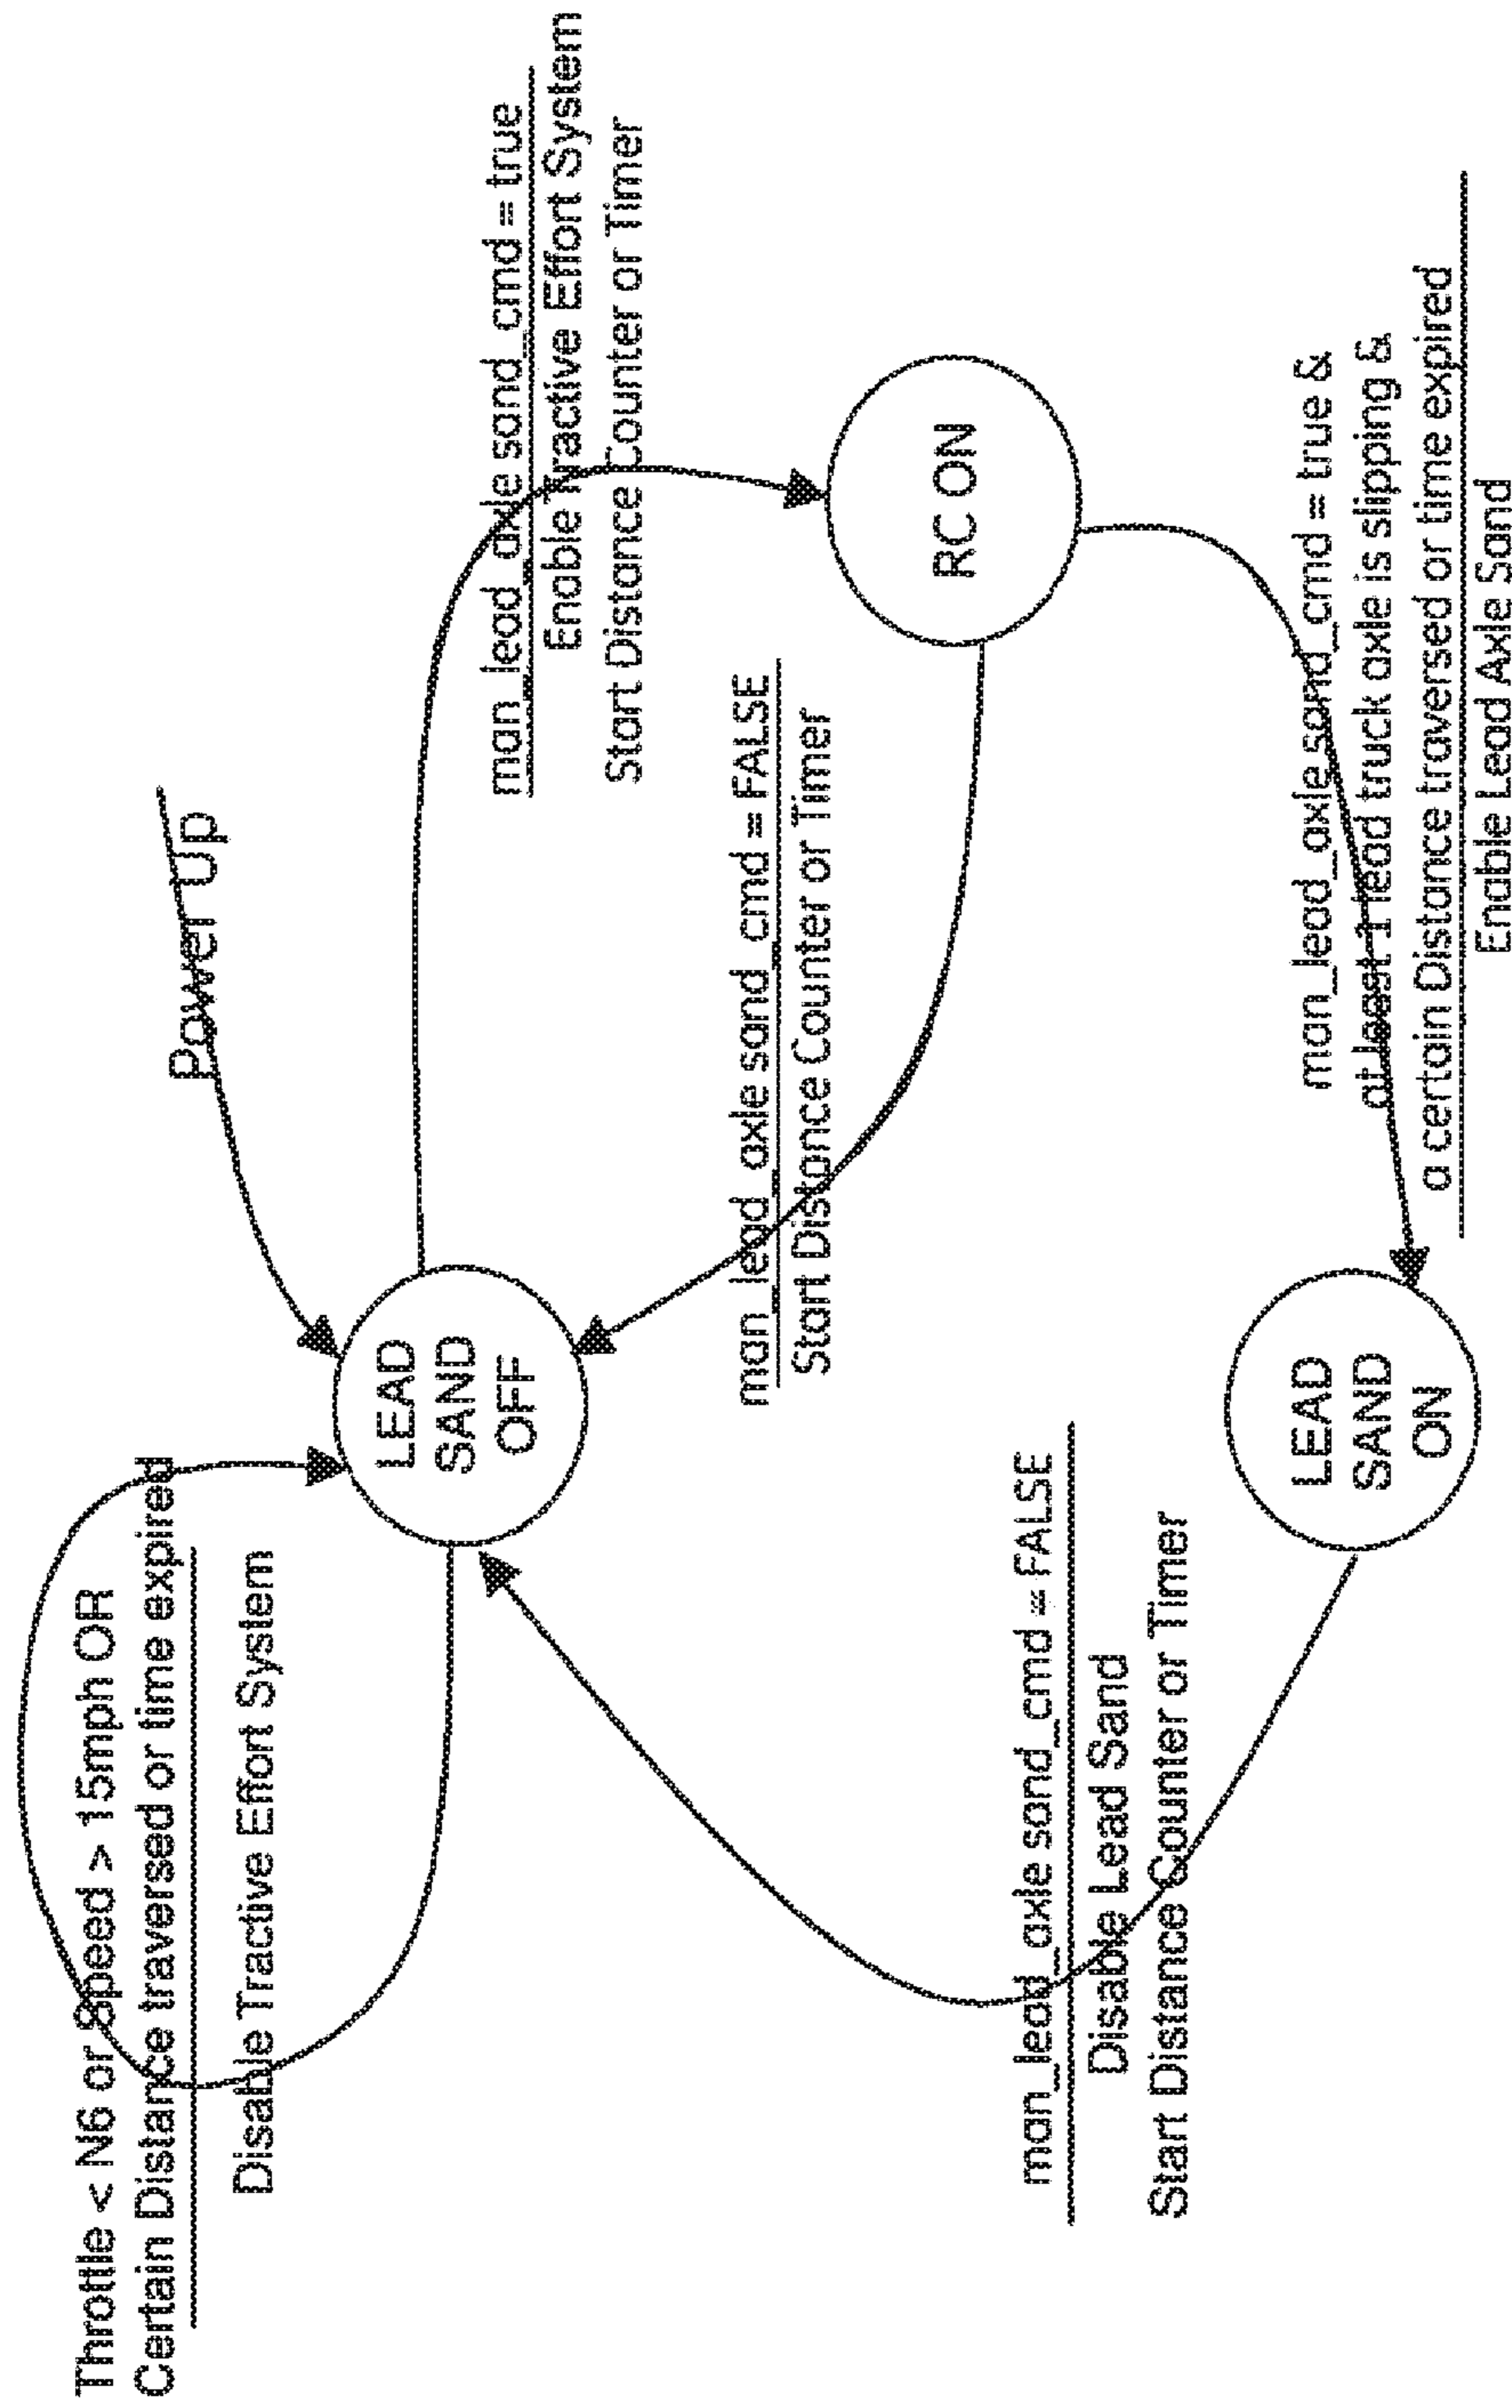 Throttle < N6 or Speed > 15mph OR
Certain Distance traversed or time expired
Disable Tractive Effort System
Power Up
LEAD
SAND
OFF
man_lead_axle sand_cmd = true
Enable Tractive Effort System
Start Distance Counter or Timer
man_lead_axle sand_cmd = FALSE
Start Distance Counter or Timer
RC ON
man_lead_axle sand_cmd = FALSE
Disable Lead Sand
Start Distance Counter or Timer
LEAD
SAND
ON
man_lead_axle sand_cmd = true &
at least 1 lead truck axle is slipping &
a certain Distance traversed or time expired
Enable Lead Axle Sand